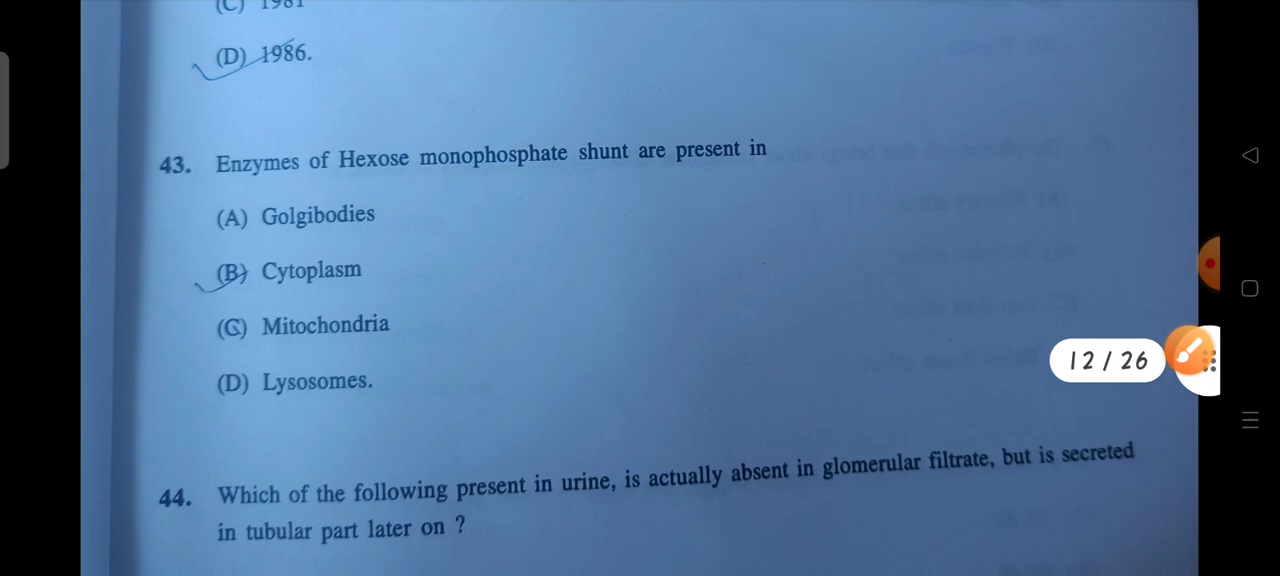 (C) 1981
(D) 1986.
43. Enzymes of Hexose monophosphate shunt are present in
(A) Golgibodies
(B) Cytoplasm
(C) Mitochondria
(D) Lysosomes.
12 / 26
44. Which of the following present in urine, is actually absent in glomerular filtrate, but is secreted
in tubular part later on ?